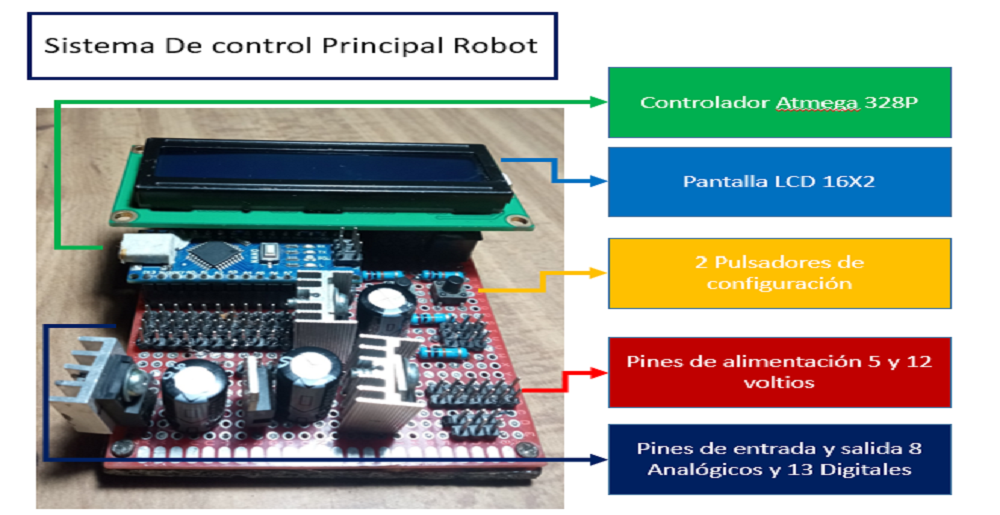 Sistema De control Principal Robot
Controlador Atmega 328P
Pantalla LCD 16X2
2 Pulsadores de
configuración
Pines de alimentación 5 y 12
voltios
Pines de entrada y salida 8
Analógicos y 13 Digitales